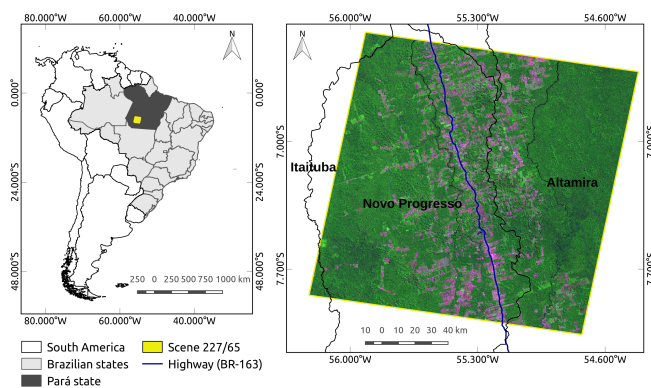 80.000°W 60.000°W 40.000°W
N
0.000°
24.000°S
48.000°S
0.000°
24.000°S
48.000°S
250 0 250 500 750 1000 km
80.000°W 60.000°W 40.000°W
56.000°W 55.300°W 54.600°W
N
7.000°S
7.700°S
7.000°S
7.700°S
Itaituba
Altamira
Novo Progresso
10 0 10 20 30 40 km
56.000°W 55.300°W 54.600°W
South America
Scene 227/65
Brazilian states
Highway (BR-163)
Pará state